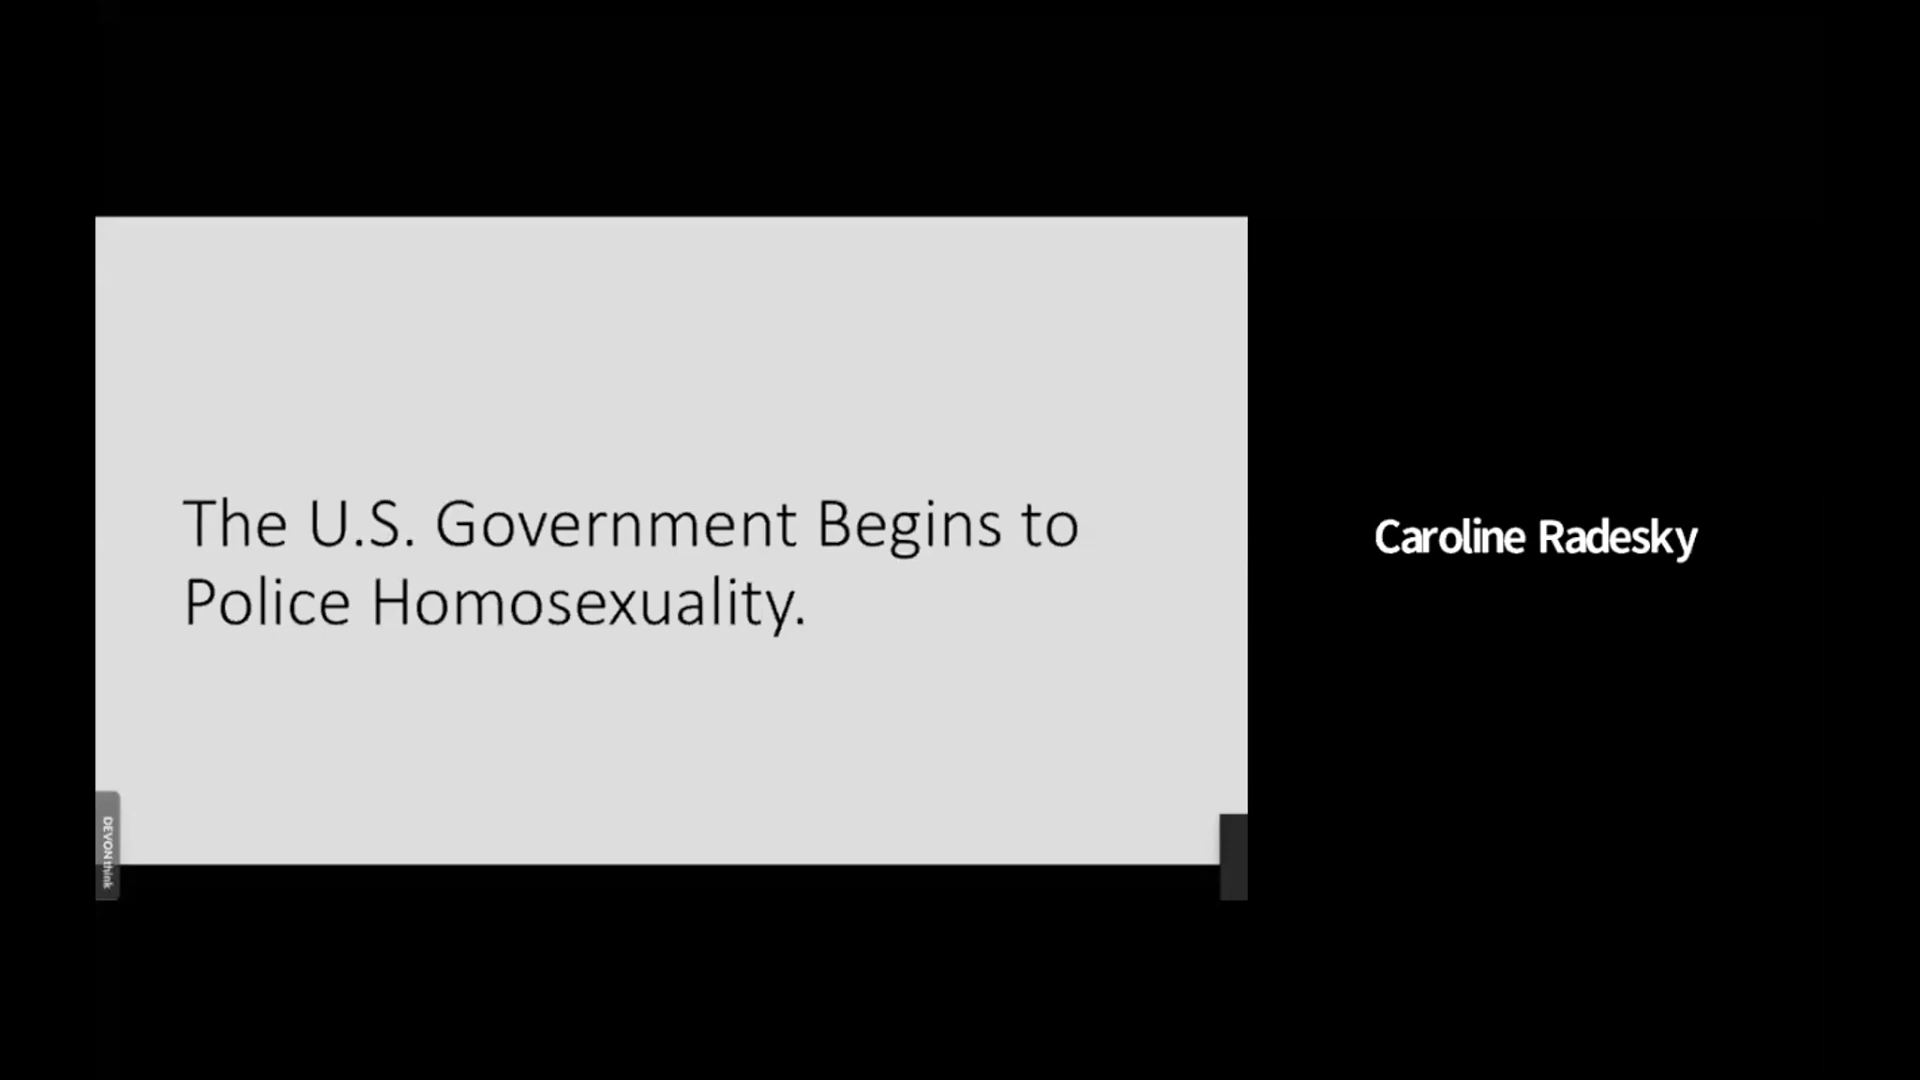 The U.S. Government Begins to
Police Homosexuality.
Caroline Radesky
DEVONthink